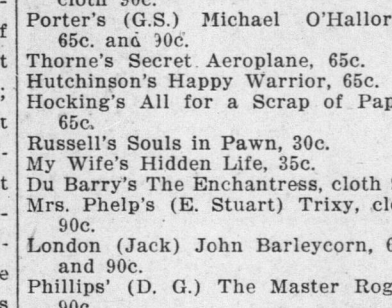 cloth 90c.
Porter's (G.S.) Michael O'Hallor
65c. and 90c.
Thorne's Secret Aeroplane, 65c.
Hutchinson's Happy Warrior, 65c.
Hocking's All for a Scrap of Pap
65c.
Russell's Souls in Pawn, 30c.
My Wife's Hidden Life, 35c.
Du Barry's The Enchantress, cloth
Mrs. Phelp's (E. Stuart) Trixy, cl
90c.
London (Jack) John Barleycorn, 6
and 90c.
Phillips' (D. G.) The Master Rog
90c.